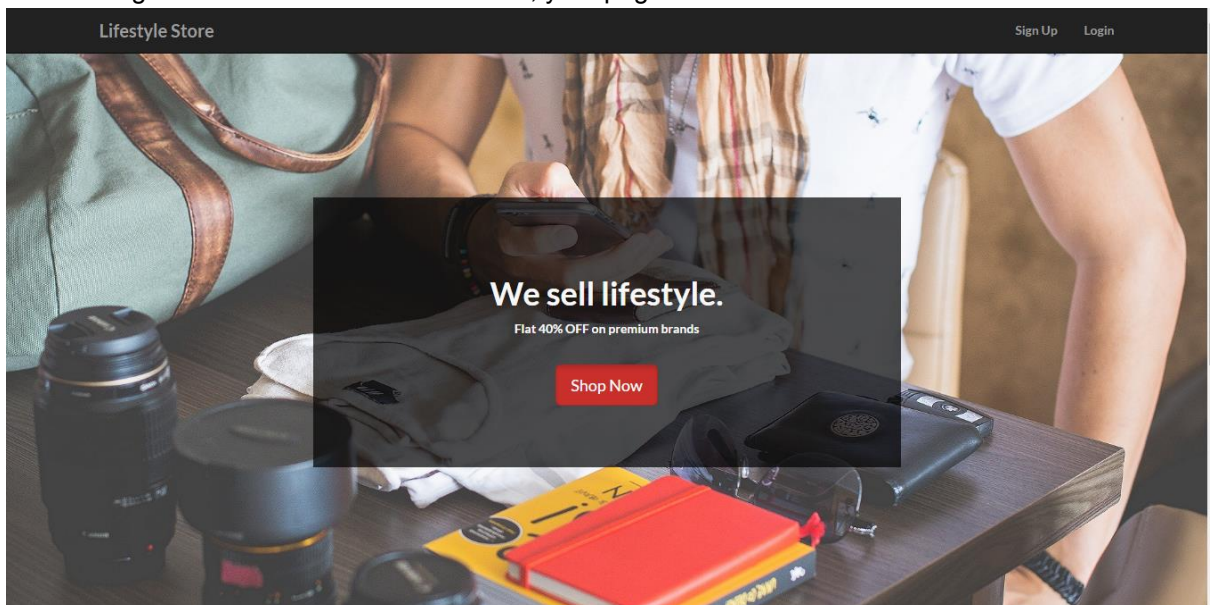 Lifestyle Store
Sign Up Login
We sell lifestyle.
Flat 40% OFF on premium brands
Shop Now